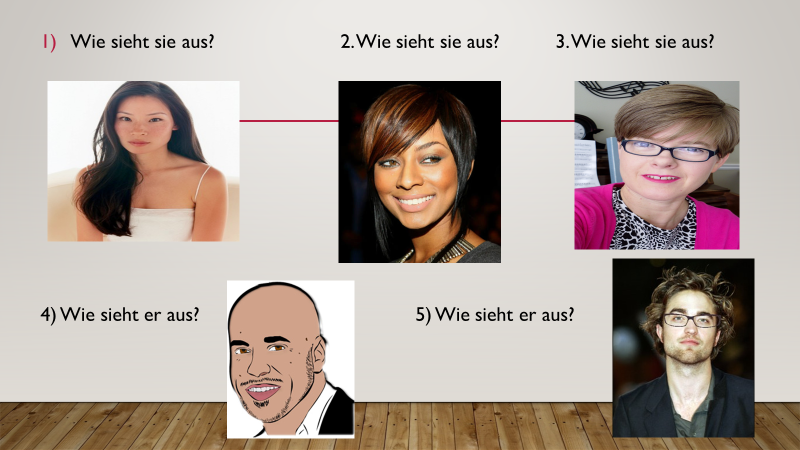 1) Wie sieht sie aus?
2.Wie sieht sie aus?
3.Wie sieht sie aus?
4) Wie sieht er aus?
5) Wie sieht er aus?